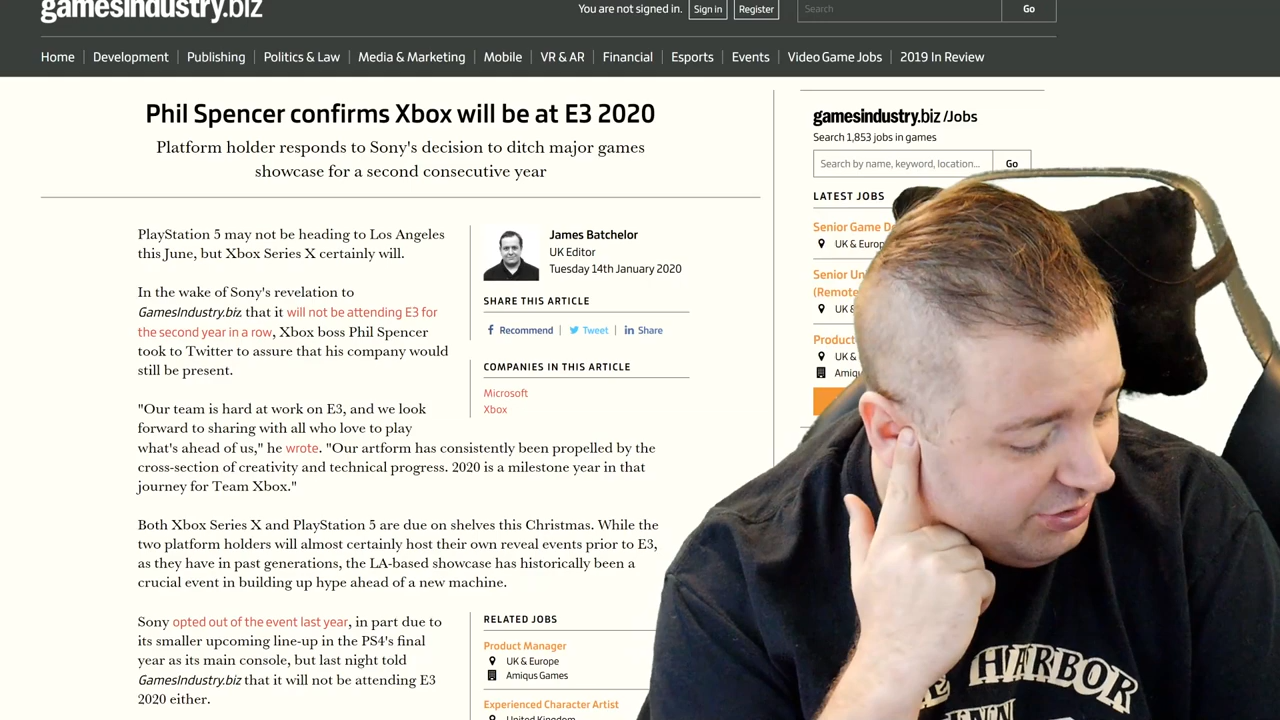 gamesindustry.biz
You are not signed in. Sign in Register Search Go
Home Development Publishing Politics & Law Media & Marketing Mobile VR & AR Financial Esports Events Video Game Jobs 2019 In Review
Phil Spencer confirms Xbox will be at E3 2020
Platform holder responds to Sony's decision to ditch major games
showcase for a second consecutive year
PlayStation 5 may not be heading to Los Angeles
this June, but Xbox Series X certainly will.
In the wake of Sony's revelation to
GamesIndustry.biz that it will not be attending E3 for
the second year in a row, Xbox boss Phil Spencer
took to Twitter to assure that his company would
still be present.
"Our team is hard at work on E3, and we look
forward to sharing with all who love to play
what's ahead of us," he wrote. "Our artform has consistently been propelled by the
cross-section of creativity and technical progress. 2020 is a milestone year in that
journey for Team Xbox."
Both Xbox Series X and PlayStation 5 are due on shelves this Christmas. While the
two platform holders will almost certainly host their own reveal events prior to E3,
as they have in past generations, the LA-based showcase has historically been a
crucial event in building up hype ahead of a new machine.
Sony opted out of the event last year, in part due to
its smaller upcoming line-up in the PS4's final
year as its main console, but last night told
GamesIndustry.biz that it will not be attending E3
2020 either.
James Batchelor
UK Editor
Tuesday 14th January 2020
SHARE THIS ARTICLE
Recommend Tweet Share
COMPANIES IN THIS ARTICLE
Microsoft
Xbox
RELATED JOBS
Product Manager
UK & Europe
Amiqus Games
Experienced Character Artist
United Kingdom
gamesindustry.biz /Jobs
Search 1,853 jobs in games
Search by name, keyword, location... Go
LATEST JOBS
Senior Game
UK & Europ
Senior
(Remote
UK &
Product
UK &
Amiqus
HARBOR